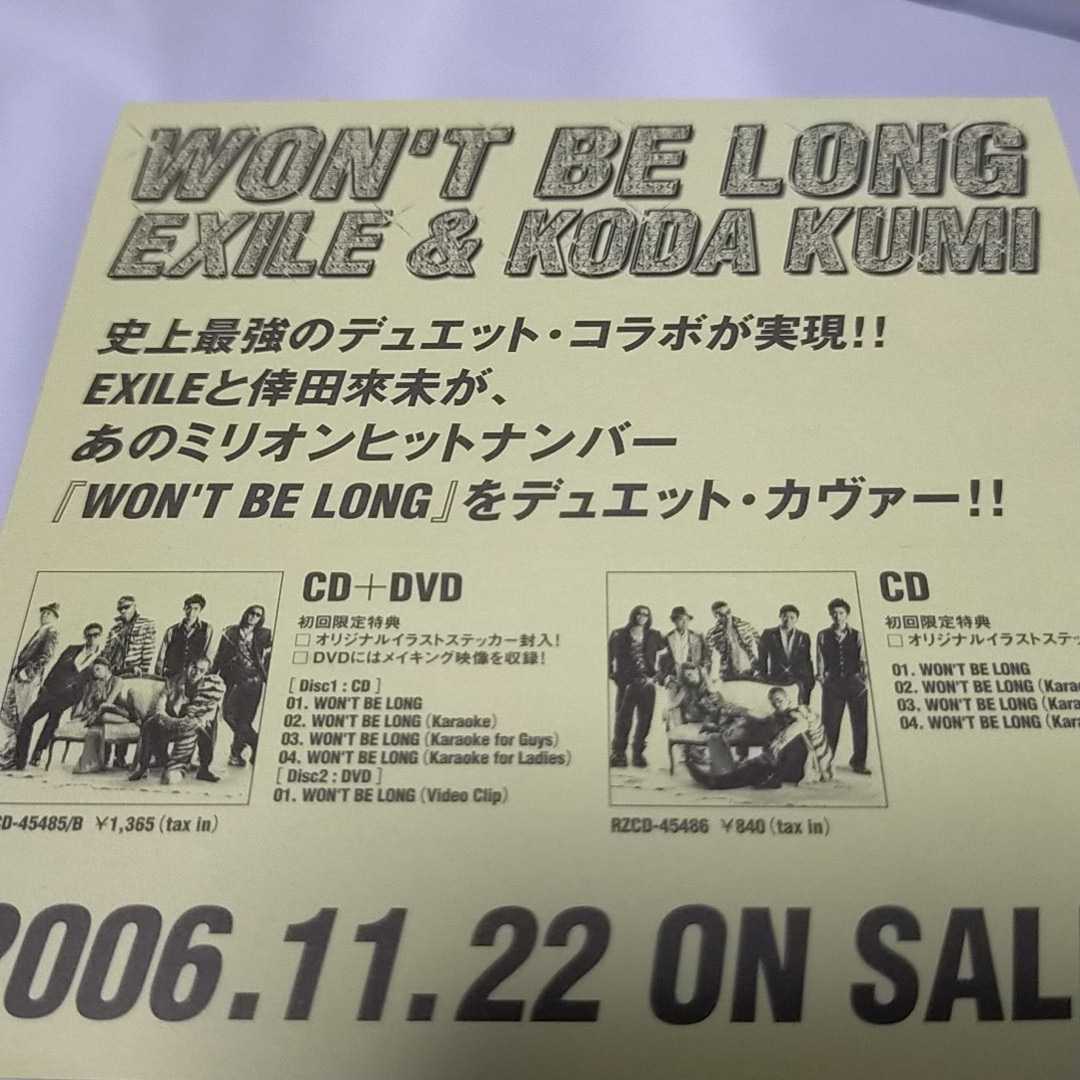 WON'T BE LONG
EXILE & KODA KUMI
史上最強のデュエット・コラボが実現!!
EXILEと倖田來未が、
あのミリオンヒットナンバー
『WON'T BE LONG』をデュエット・カヴァー!!
CD+DVD
初回限定特典
□ オリジナルイラストステッカー封入!
□ DVDにはメイキング映像を収録!
[ Disc1 : CD ]
01. WON'T BE LONG
02. WON'T BE LONG (Karaoke)
03. WON'T BE LONG (Karaoke for Guys)
04. WON'T BE LONG (Karaoke for Ladies)
[ Disc2 : DVD ]
01. WON'T BE LONG (Video Clip)
CD-45485/B ¥1,365 (tax in)
CD
初回限定特典
□ オリジナルイラストステッ
01. WON'T BE LONG
02. WON'T BE LONG (Kara
03. WON'T BE LONG (Kara
04. WON'T BE LONG (Kara
RZCD-45486 ¥840 (tax in)
2006.11.22 ON SAL